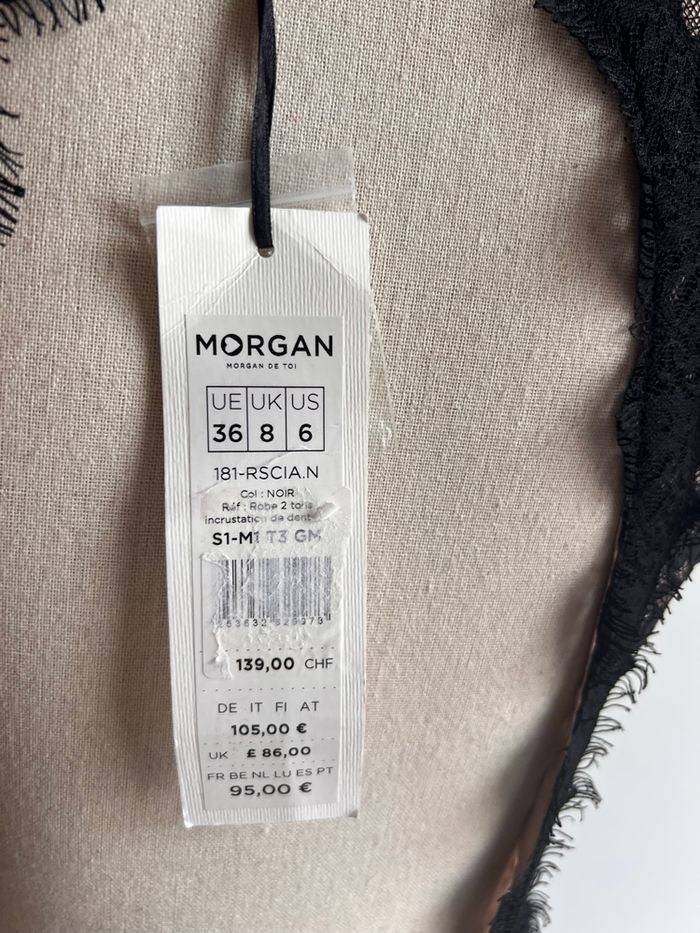 MORGAN
MORGAN DE TOI
UE UK US
36 8 6
181-RSCIA.N
Col : NOIR
Réf : Robe 2 tons
incrustation de
S1-M1 T3 GM
139,00 CHF
DE IT FI AT
105,00 €
UK £ 86,00
FR BE NL LU ES PT
95,00 €